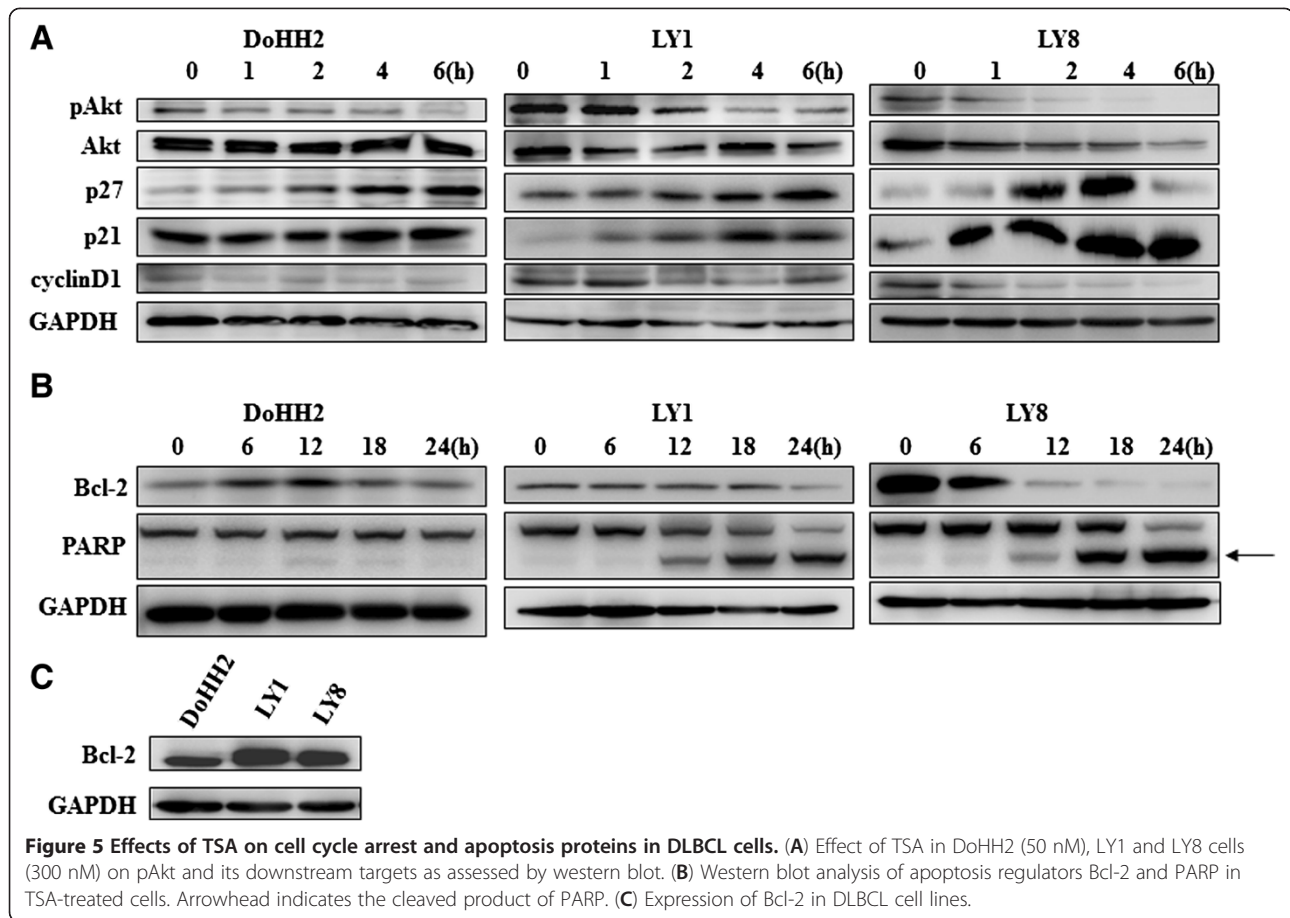 A
DoHH2 LY1 LY8
0 1 2 4 6(h) 0 1 2 4 6(h) 0 1 2 4 6(h)
pAkt
Akt
p27
p21
cyclinD1
GAPDH
B
DoHH2 LY1 LY8
0 6 12 18 24(h) 0 6 12 18 24(h) 0 6 12 18 24(h)
Bcl-2
PARP
GAPDH
C
DoHH2 LY1 LY8
Bcl-2
GAPDH
Figure 5 Effects of TSA on cell cycle arrest and apoptosis proteins in DLBCL cells. (A) Effect of TSA in DoHH2 (50 nM), LY1 and LY8 cells
(300 nM) on pAkt and its downstream targets as assessed by western blot. (B) Western blot analysis of apoptosis regulators Bcl-2 and PARP in
TSA-treated cells. Arrowhead indicates the cleaved product of PARP. (C) Expression of Bcl-2 in DLBCL cell lines.